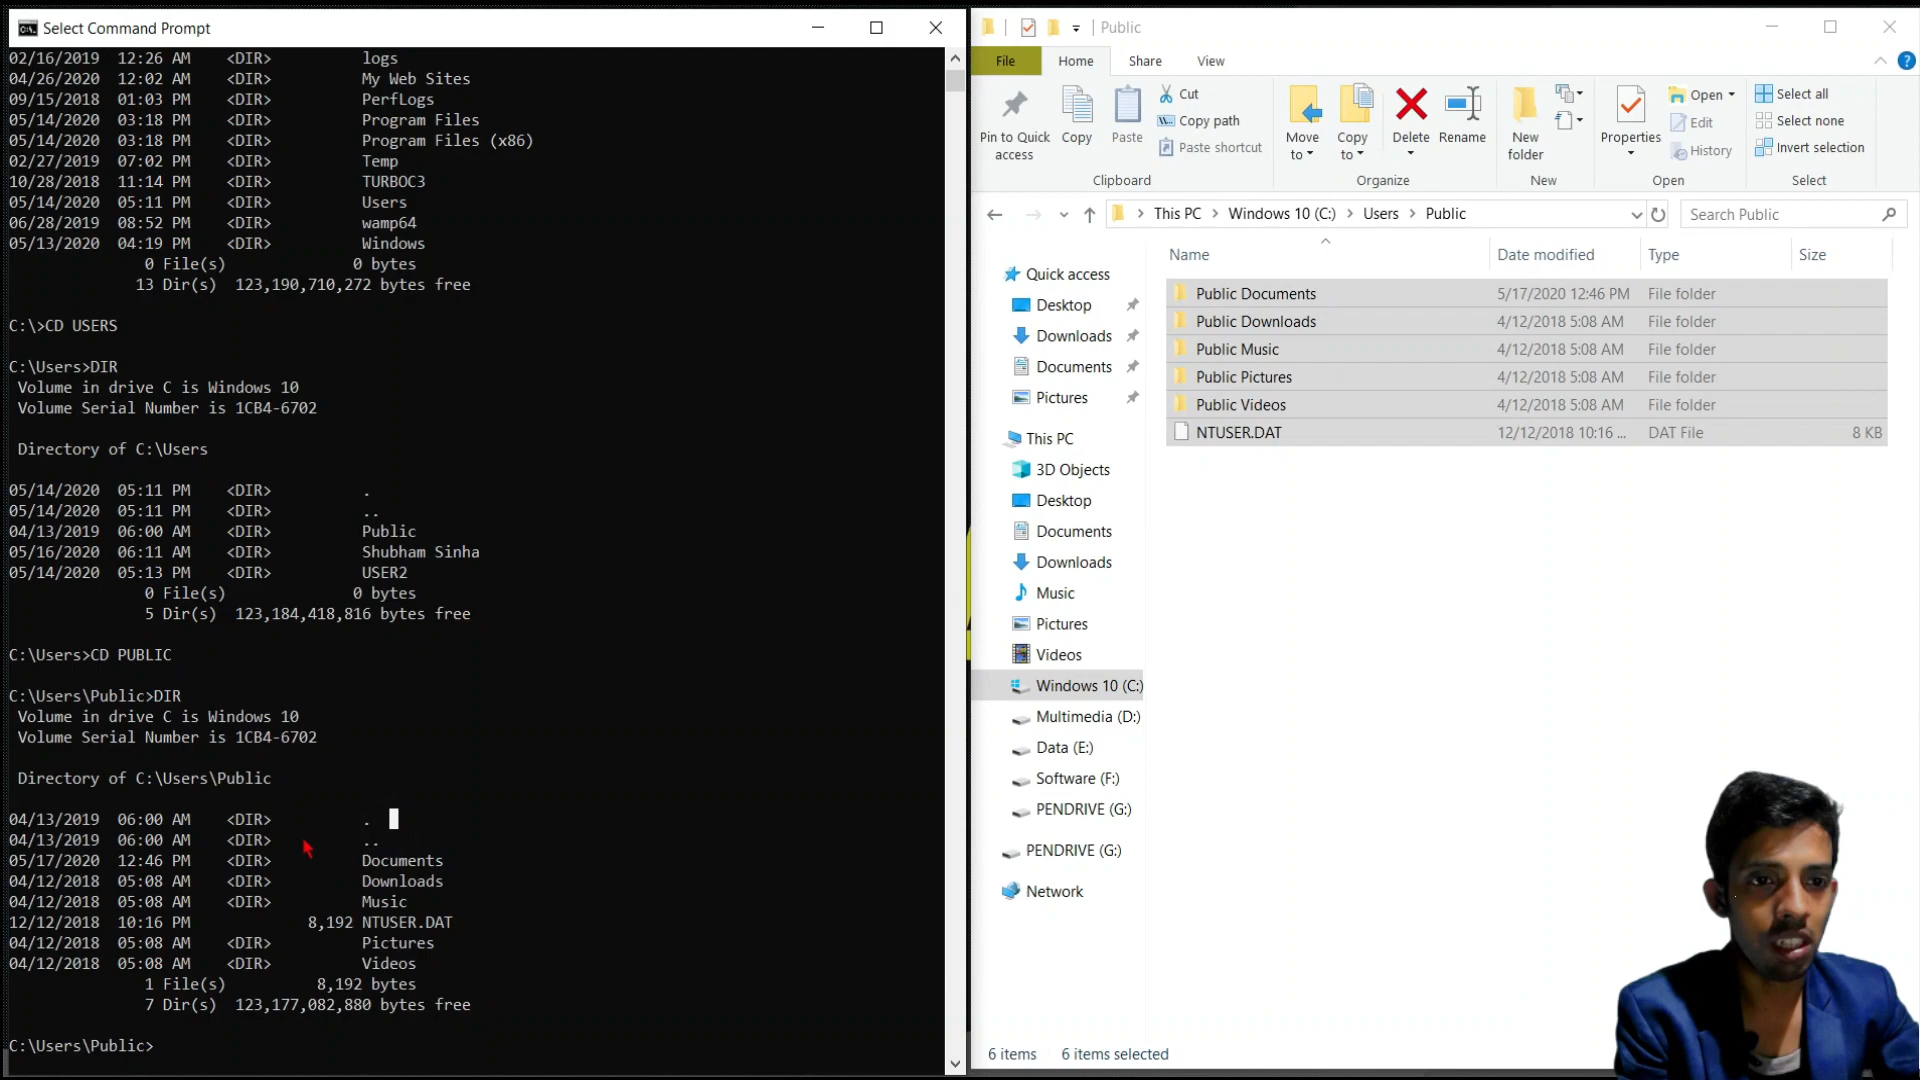 Select Command Prompt
02/16/2019  12:26 AM    <DIR>          logs
04/26/2020  12:02 AM    <DIR>          My Web Sites
09/15/2018  01:03 PM    <DIR>          PerfLogs
05/14/2020  03:18 PM    <DIR>          Program Files
05/14/2020  03:18 PM    <DIR>          Program Files (x86)
02/27/2019  07:02 PM    <DIR>          Temp
10/28/2018  11:14 PM    <DIR>          TURBOC3
05/14/2020  05:11 PM    <DIR>          Users
06/28/2019  08:52 PM    <DIR>          wamp64
05/13/2020  04:19 PM    <DIR>          Windows
0 File(s)              0 bytes
13 Dir(s)  123,190,710,272 bytes free
C:\>CD USERS
C:\Users>DIR
Volume in drive C is Windows 10
Volume Serial Number is 1CB4-6702
Directory of C:\Users
05/14/2020  05:11 PM    <DIR>          .
05/14/2020  05:11 PM    <DIR>          ..
04/13/2019  06:00 AM    <DIR>          Public
05/16/2020  06:11 AM    <DIR>          Shubham Sinha
05/14/2020  05:13 PM    <DIR>          USER2
0 File(s)              0 bytes
5 Dir(s)  123,184,418,816 bytes free
C:\Users>CD PUBLIC
C:\Users\Public>DIR
Volume in drive C is Windows 10
Volume Serial Number is 1CB4-6702
Directory of C:\Users\Public
04/13/2019  06:00 AM    <DIR>          .
04/13/2019  06:00 AM    <DIR>          ..
05/17/2020  12:46 PM    <DIR>          Documents
04/12/2018  05:08 AM    <DIR>          Downloads
04/12/2018  05:08 AM    <DIR>          Music
12/12/2018  10:16 PM             8,192 NTUSER.DAT
04/12/2018  05:08 AM    <DIR>          Pictures
04/12/2018  05:08 AM    <DIR>          Videos
1 File(s)          8,192 bytes
7 Dir(s)  123,177,082,880 bytes free
C:\Users\Public>
Public
File Home Share View
Pin to Quick access
Copy
Paste
Cut
Copy path
Paste shortcut
Clipboard
Move to
Copy to
Delete
Rename
Organize
New folder
New
Properties
Open
Edit
History
Open
Select all
Select none
Invert selection
Select
This PC > Windows 10 (C:) > Users > Public
Search Public
Name Date modified Type Size
Public Documents 5/17/2020 12:46 PM File folder
Public Downloads 4/12/2018 5:08 AM File folder
Public Music 4/12/2018 5:08 AM File folder
Public Pictures 4/12/2018 5:08 AM File folder
Public Videos 4/12/2018 5:08 AM File folder
NTUSER.DAT 12/12/2018 10:16 ... DAT File 8 KB
Quick access
Desktop
Downloads
Documents
Pictures
This PC
3D Objects
Desktop
Documents
Downloads
Music
Pictures
Videos
Windows 10 (C:)
Multimedia (D:)
Data (E:)
Software (F:)
PENDRIVE (G:)
PENDRIVE (G:)
Network
6 items 6 items selected